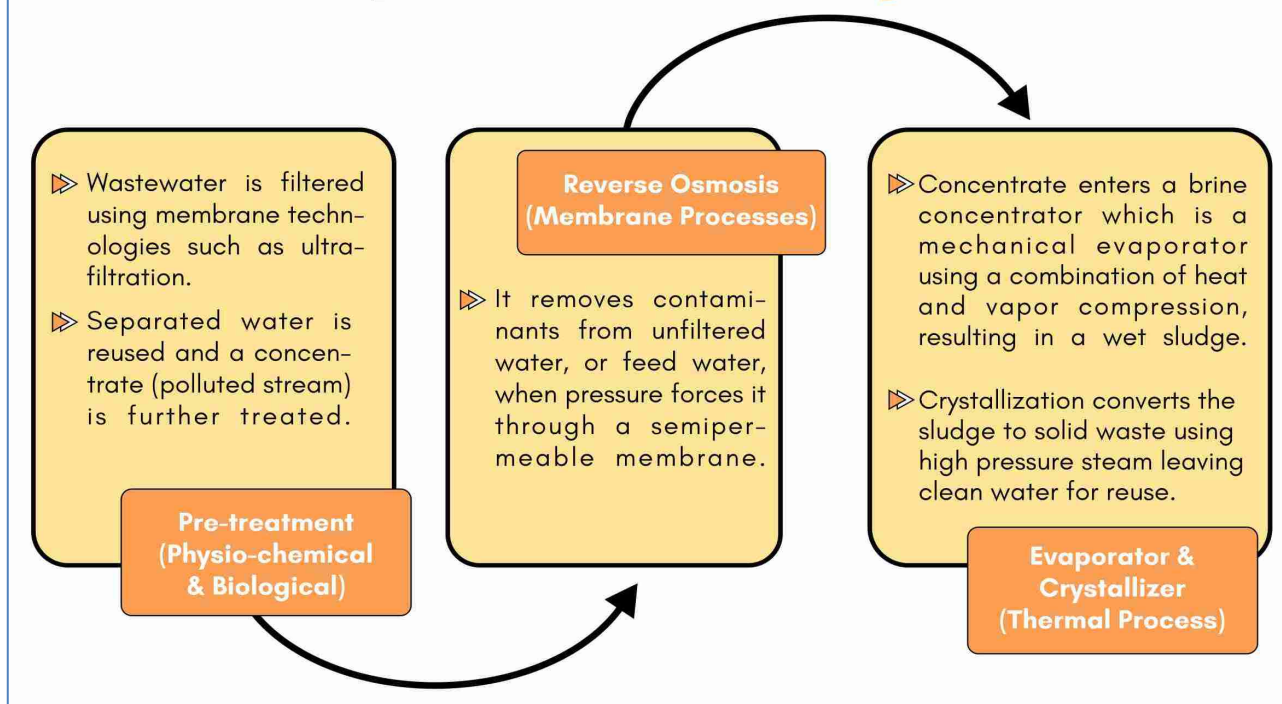 Wastewater is filtered
using membrane techn-
ologies such as ultra-
filtration.
Separated water is
reused and a concen-
trate (polluted stream)
is further treated.
Pre-treatment
(Physio-chemical
& Biological)
Reverse Osmosis
(Membrane Processes)
It removes contami-
nants from unfiltered
water, or feed water,
when pressure forces it
through a semiper-
meable membrane.
Concentrate enters a brine
concentrator which is a
mechanical evaporator
using a combination of heat
and vapor compression,
resulting in a wet sludge.
Crystallization converts the
sludge to solid waste using
high pressure steam leaving
clean water for reuse.
Evaporator &
Crystallizer
(Thermal Process)